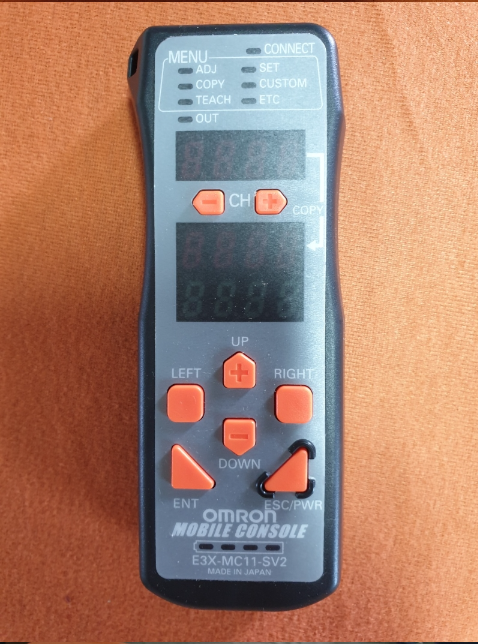 CONNECT
MENU
ADJ SET
COPY CUSTOM
TEACH ETC
OUT
CH
COPY
UP
LEFT RIGHT
DOWN
ENT ESC/PWR
OMRON
MOBILE CONSOLE
E3X-MC11-SV2
MADE IN JAPAN